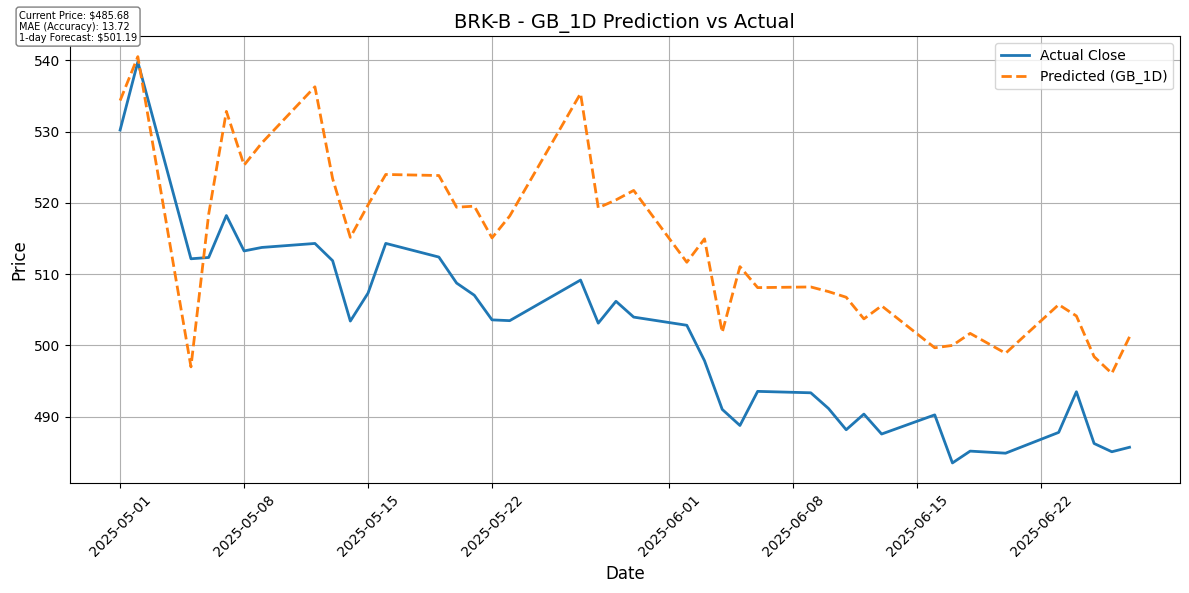 Current Price: $485.68
MAE (Accuracy): 13.72
1-day Forecast: $501.19
BRK-B - GB_1D Prediction vs Actual
Actual Close
Predicted (GB_1D)
540
530
520
510
500
490
Price
2025-05-01
2025-05-08
2025-05-15
2025-05-22
2025-06-01
2025-06-08
2025-06-15
2025-06-22
Date